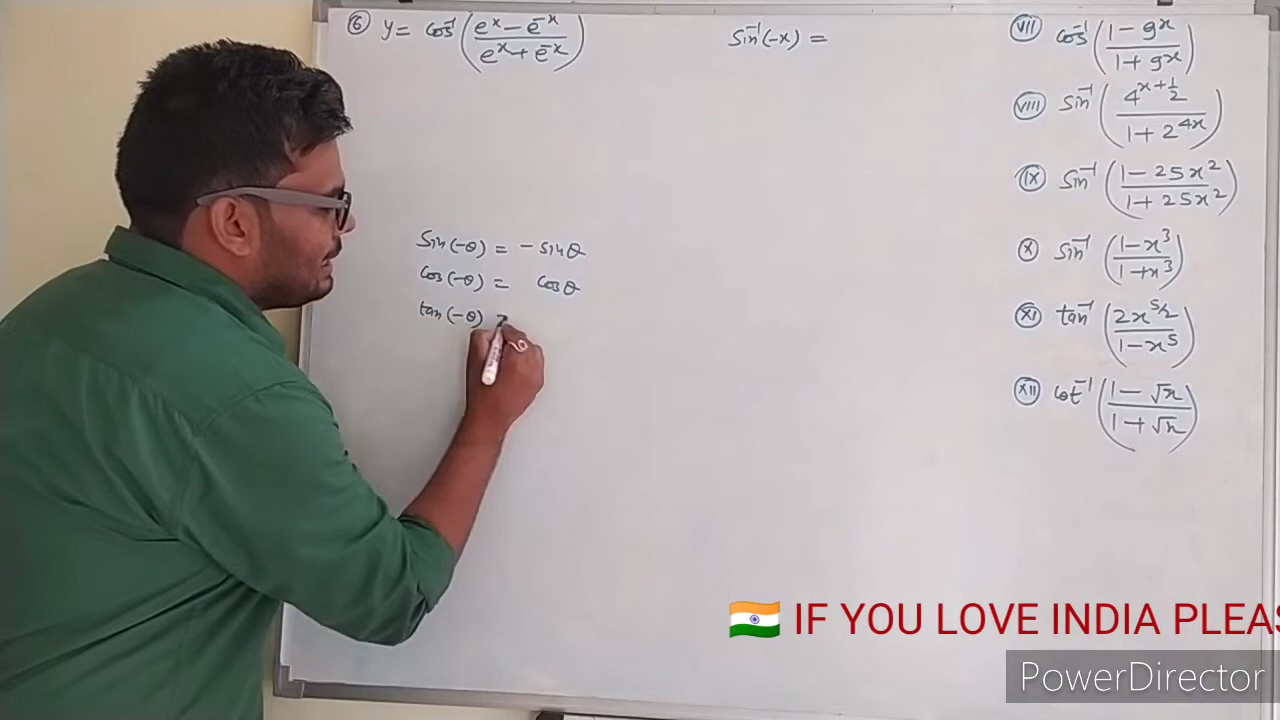 ⑥ y = cos⁻¹((eˣ − e⁻ˣ)/(eˣ + e⁻ˣ))
sin⁻¹(−x) =
sin(−θ) = − sinθ
cos(−θ) = cosθ
tan(−θ) =
VII cos⁻¹((1 − 9ˣ)/(1 + 9ˣ))
VIII sin⁻¹(4^(x+1/2)/(1 + 2^(4x)))
IX sin⁻¹((1 − 25x²)/(1 + 25x²))
X sin⁻¹((1 − x³)/(1 + x³))
XI tan⁻¹(2x^(5/2)/(1 − x⁵))
XII cot⁻¹((1 − √x)/(1 + √x))
🇮🇳 IF YOU LOVE INDIA PLEAS
PowerDirector